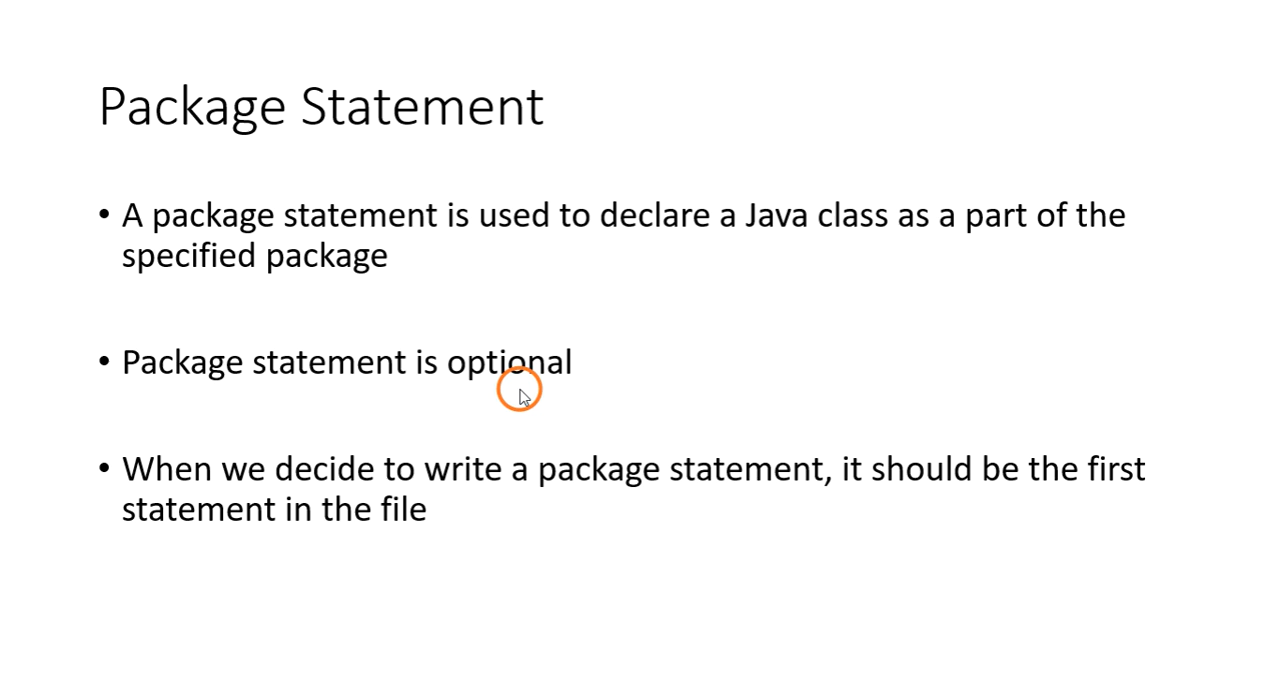 Package Statement
• A package statement is used to declare a Java class as a part of the
specified package
• Package statement is optional
• When we decide to write a package statement, it should be the first
statement in the file